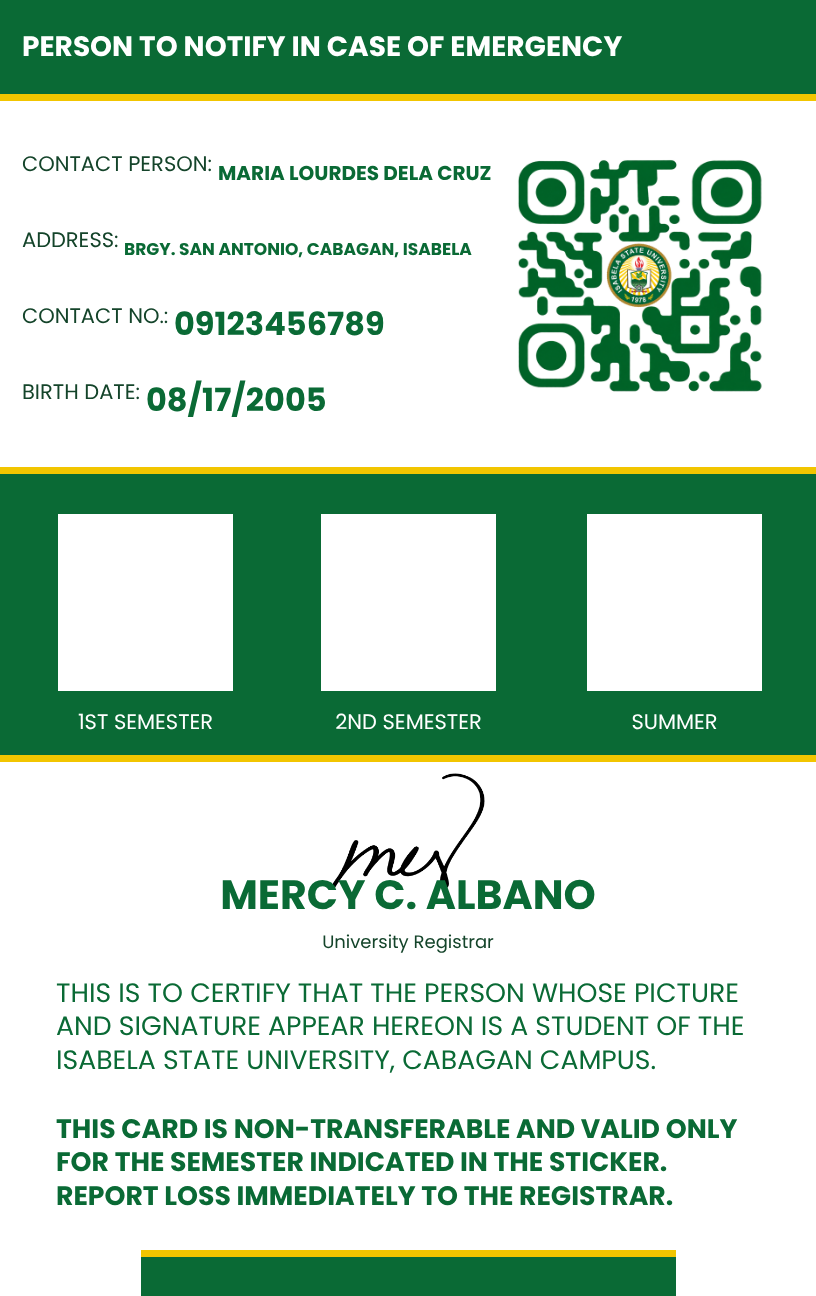 PERSON TO NOTIFY IN CASE OF EMERGENCY
CONTACT PERSON: MARIA LOURDES DELA CRUZ
ADDRESS: BRGY. SAN ANTONIO, CABAGAN, ISABELA
CONTACT NO.: 09123456789
BIRTH DATE: 08/17/2005
ISABELA STATE UNIVERSITY
1978
1ST SEMESTER
2ND SEMESTER
SUMMER
MERCY C. ALBANO
University Registrar
THIS IS TO CERTIFY THAT THE PERSON WHOSE PICTURE
AND SIGNATURE APPEAR HEREON IS A STUDENT OF THE
ISABELA STATE UNIVERSITY, CABAGAN CAMPUS.
THIS CARD IS NON-TRANSFERABLE AND VALID ONLY
FOR THE SEMESTER INDICATED IN THE STICKER.
REPORT LOSS IMMEDIATELY TO THE REGISTRAR.